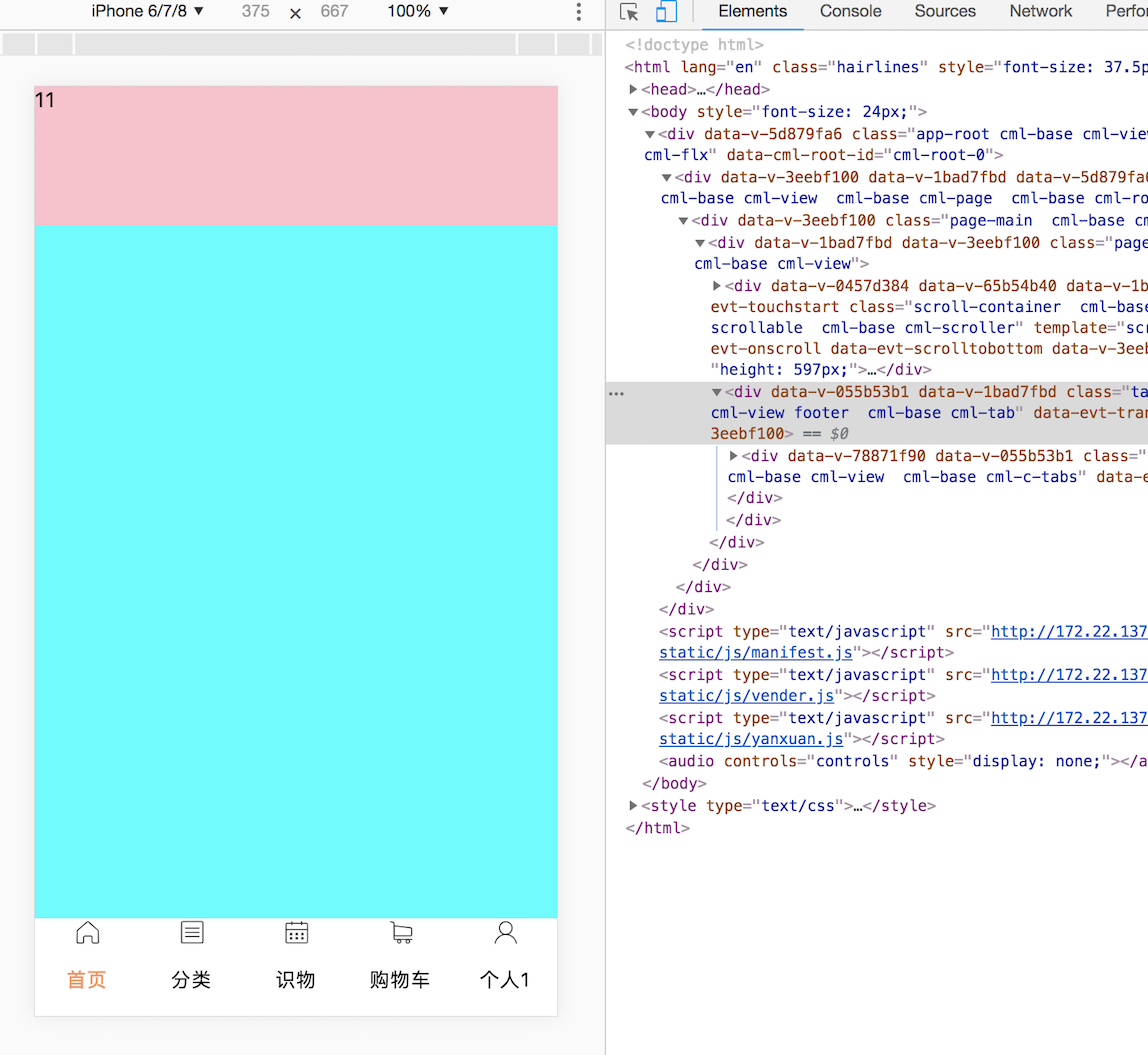 iPhone 6/7/8 ▼ 375 × 667 100% ▼
Elements Console Sources Network Perfor
11
首页 分类 识物 购物车 个人1
<!doctype html>
<html lang="en" class="hairlines" style="font-size: 37.5p
▶<head>…</head>
▼<body style="font-size: 24px;">
▼<div data-v-5d879fa6 class="app-root cml-base cml-vie
cml-flx" data-cml-root-id="cml-root-0">
▼<div data-v-3eebf100 data-v-1bad7fbd data-v-5d879fa6
cml-base cml-view  cml-base cml-page  cml-base cml-ro
▼<div data-v-3eebf100 class="page-main  cml-base cm
▼<div data-v-1bad7fbd data-v-3eebf100 class="page
cml-base cml-view">
▶<div data-v-0457d384 data-v-65b54b40 data-v-1b
evt-touchstart class="scroll-container  cml-base
scrollable  cml-base cml-scroller" template="scr
evt-onscroll data-evt-scrolltobottom data-v-3eeb
"height: 597px;">…</div>
… ▼<div data-v-055b53b1 data-v-1bad7fbd class="ta
cml-view footer  cml-base cml-tab" data-evt-tran
3eebf100> == $0
▶<div data-v-78871f90 data-v-055b53b1 class="
cml-base cml-view  cml-base cml-c-tabs" data-e
</div>
</div>
</div>
</div>
</div>
</div>
<script type="text/javascript" src="http://172.22.137
static/js/manifest.js"></script>
<script type="text/javascript" src="http://172.22.137
static/js/vender.js"></script>
<script type="text/javascript" src="http://172.22.137
static/js/yanxuan.js"></script>
<audio controls="controls" style="display: none;"></a
</body>
▶<style type="text/css">…</style>
</html>